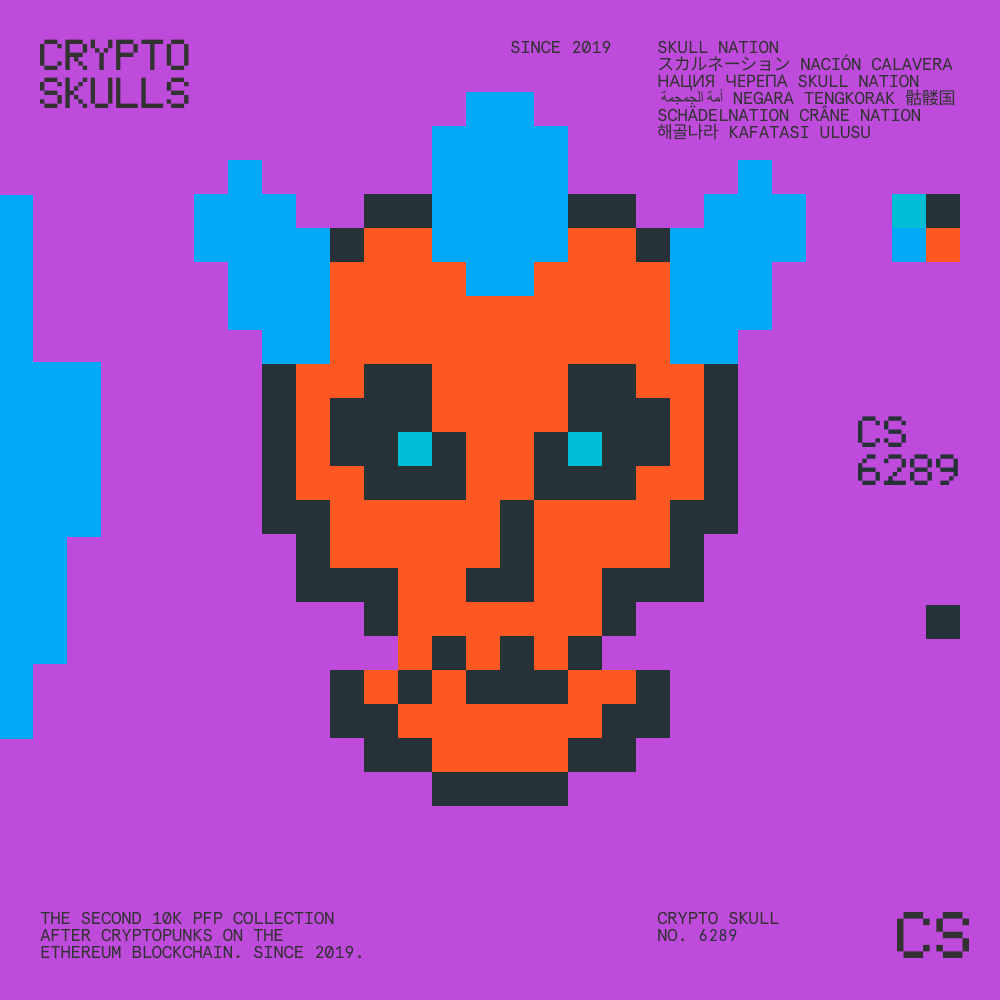 CRYPTO
SKULLS
SINCE 2019
SKULL NATION
スカルネーション NACIÓN CALAVERA
НАЦИЯ ЧЕРЕПА SKULL NATION
أمة الجمجمة NEGARA TENGKORAK 骷髅国
SCHÄDELNATION CRÂNE NATION
해골나라 KAFATASI ULUSU
CS
6289
THE SECOND 10K PFP COLLECTION
AFTER CRYPTOPUNKS ON THE
ETHEREUM BLOCKCHAIN. SINCE 2019.
CRYPTO SKULL
NO. 6289
CS